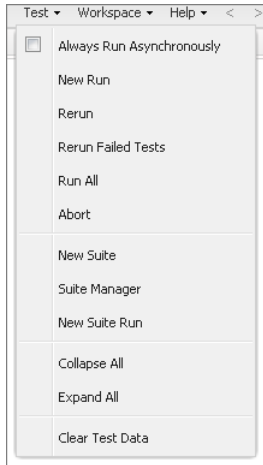 Test ▾ Workspace ▾ Help ▾ < >
Always Run Asynchronously
New Run
Rerun
Rerun Failed Tests
Run All
Abort
New Suite
Suite Manager
New Suite Run
Collapse All
Expand All
Clear Test Data